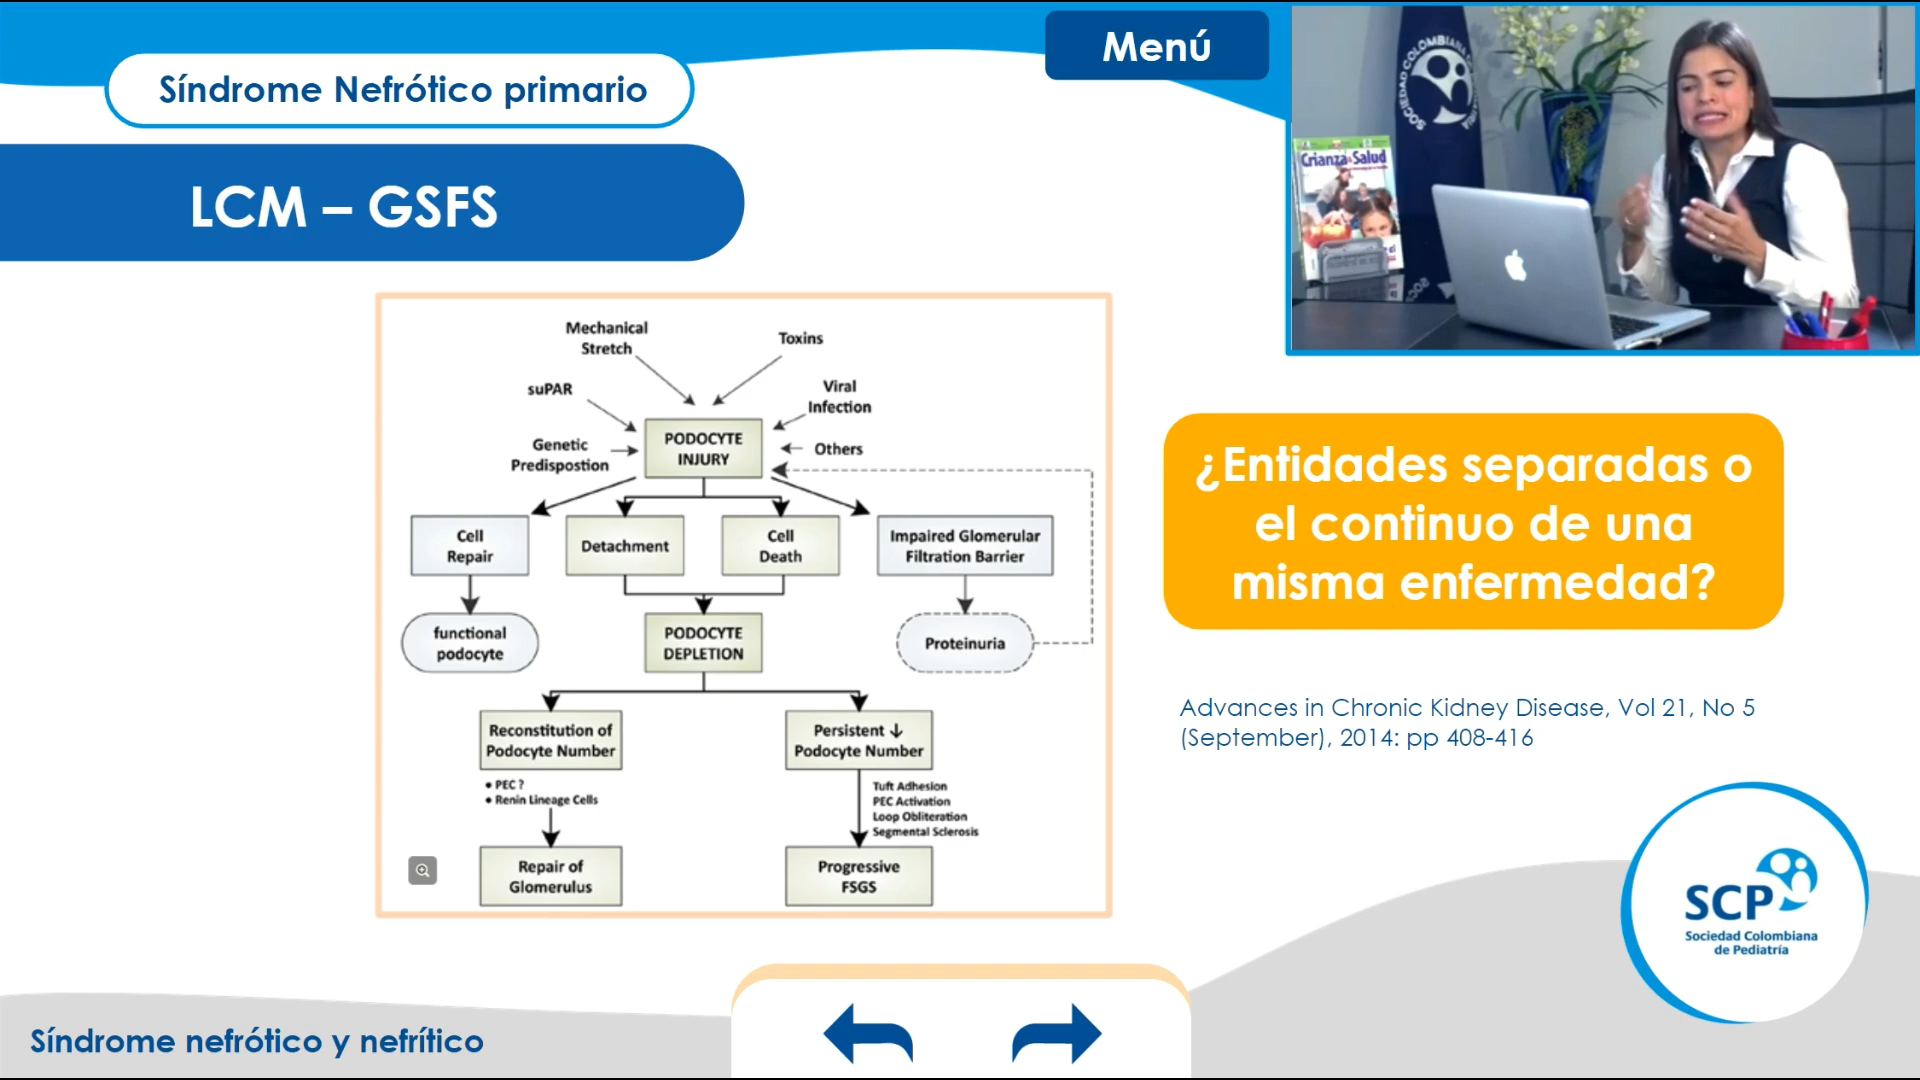 Síndrome Nefrótico primario
Menú
LCM – GSFS
SOCIEDAD COLOMBIANA
Crianza & Salud
Mechanical
Stretch
Toxins
suPAR
Viral
Infection
Genetic
Predispostion
PODOCYTE
INJURY
Others
Cell
Repair
Detachment
Cell
Death
Impaired Glomerular
Filtration Barrier
functional
podocyte
PODOCYTE
DEPLETION
Proteinuria
Reconstitution of
Podocyte Number
Persistent ↓
Podocyte Number
• PEC ?
• Renin Lineage Cells
Tuft Adhesion
PEC Activation
Loop Obliteration
Segmental Sclerosis
Repair of
Glomerulus
Progressive
FSGS
¿Entidades separadas o
el continuo de una
misma enfermedad?
Advances in Chronic Kidney Disease, Vol 21, No 5
(September), 2014: pp 408-416
SCP
Sociedad Colombiana
de Pediatría
Síndrome nefrótico y nefrítico